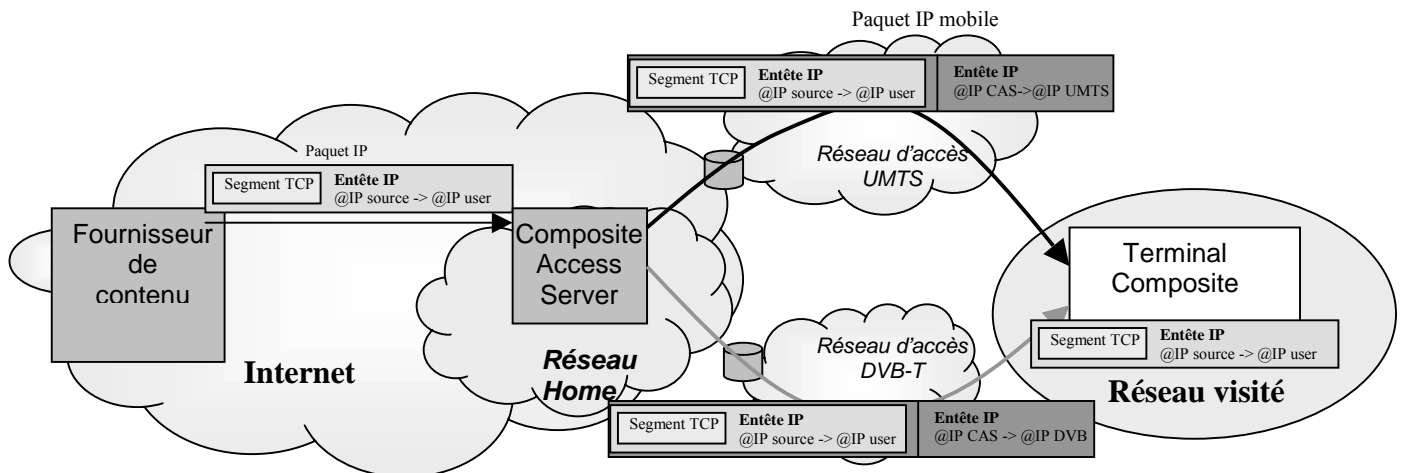 Paquet IP mobile
Segment TCP
Entête IP
@IP source -> @IP user
Entête IP
@IP CAS->@IP UMTS
Paquet IP
Segment TCP
Entête IP
@IP source -> @IP user
Réseau d'accès
UMTS
Fournisseur
de
contenu
Composite
Access
Server
Terminal
Composite
Segment TCP
Entête IP
@IP source -> @IP user
Internet
Réseau
Home
Réseau d'accès
DVB-T
Réseau visité
Segment TCP
Entête IP
@IP source -> @IP user
Entête IP
@IP CAS -> @IP DVB